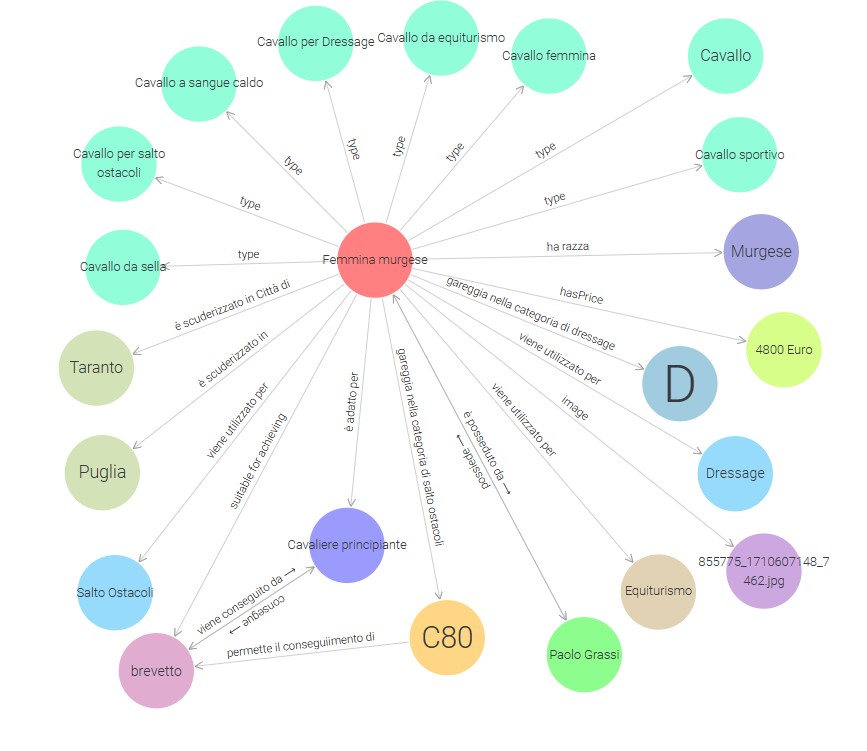 Cavallo per Dressage
Cavallo da equiturismo
Cavallo femmina
Cavallo
Cavallo a sangue caldo
Cavallo per salto
ostacoli
Cavallo sportivo
type
type
type
type
type
type
type
type
Cavallo da sella
Femmina murgese
ha razza
Murgese
è scuderizzato in Città di
hasPrice
4800 Euro
gareggia nella categoria di dressage
Taranto
è scuderizzato in
viene utilizzato per
D
viene utilizzato per
suitable for achieving
è adatto per
gareggia nella categoria di salto ostacoli
è posseduto da →
possiede →
viene utilizzato per
image
Puglia
Dressage
Cavaliere principiante
855775_1710607148_7
462.jpg
Salto Ostacoli
viene conseguito da →
consegue →
Equiturismo
brevetto
permette il conseguiimento di
C80
Paolo Grassi